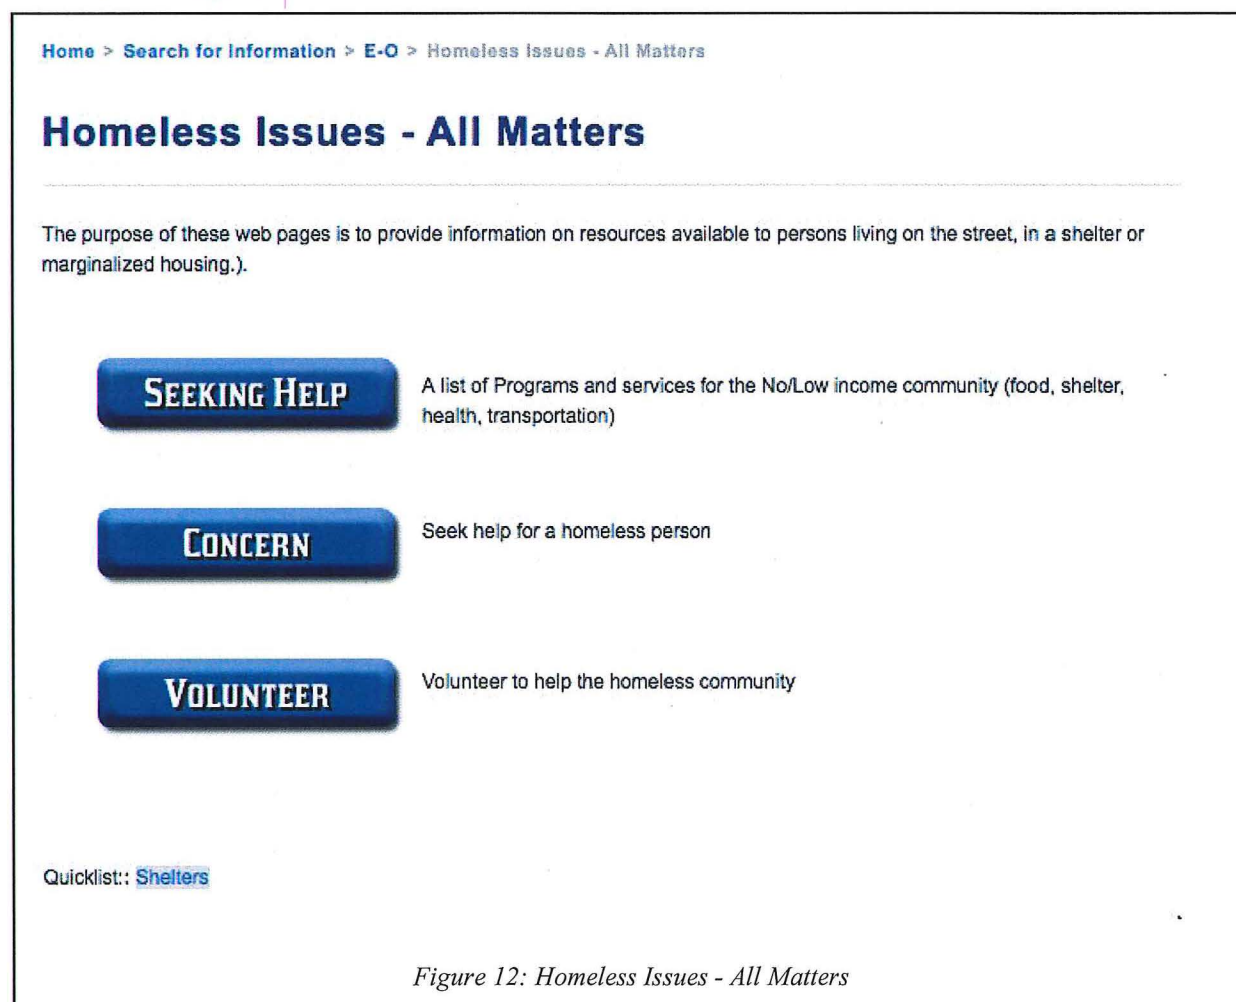 Home > Search for Information > E-O > Homeless Issues - All Matters
Homeless Issues - All Matters
The purpose of these web pages is to provide information on resources available to persons living on the street, in a shelter or
marginalized housing.).
SEEKING HELP
A list of Programs and services for the No/Low income community (food, shelter,
health, transportation)
CONCERN
Seek help for a homeless person
VOLUNTEER
Volunteer to help the homeless community
Quicklist:: Shelters
Figure 12: Homeless Issues - All Matters